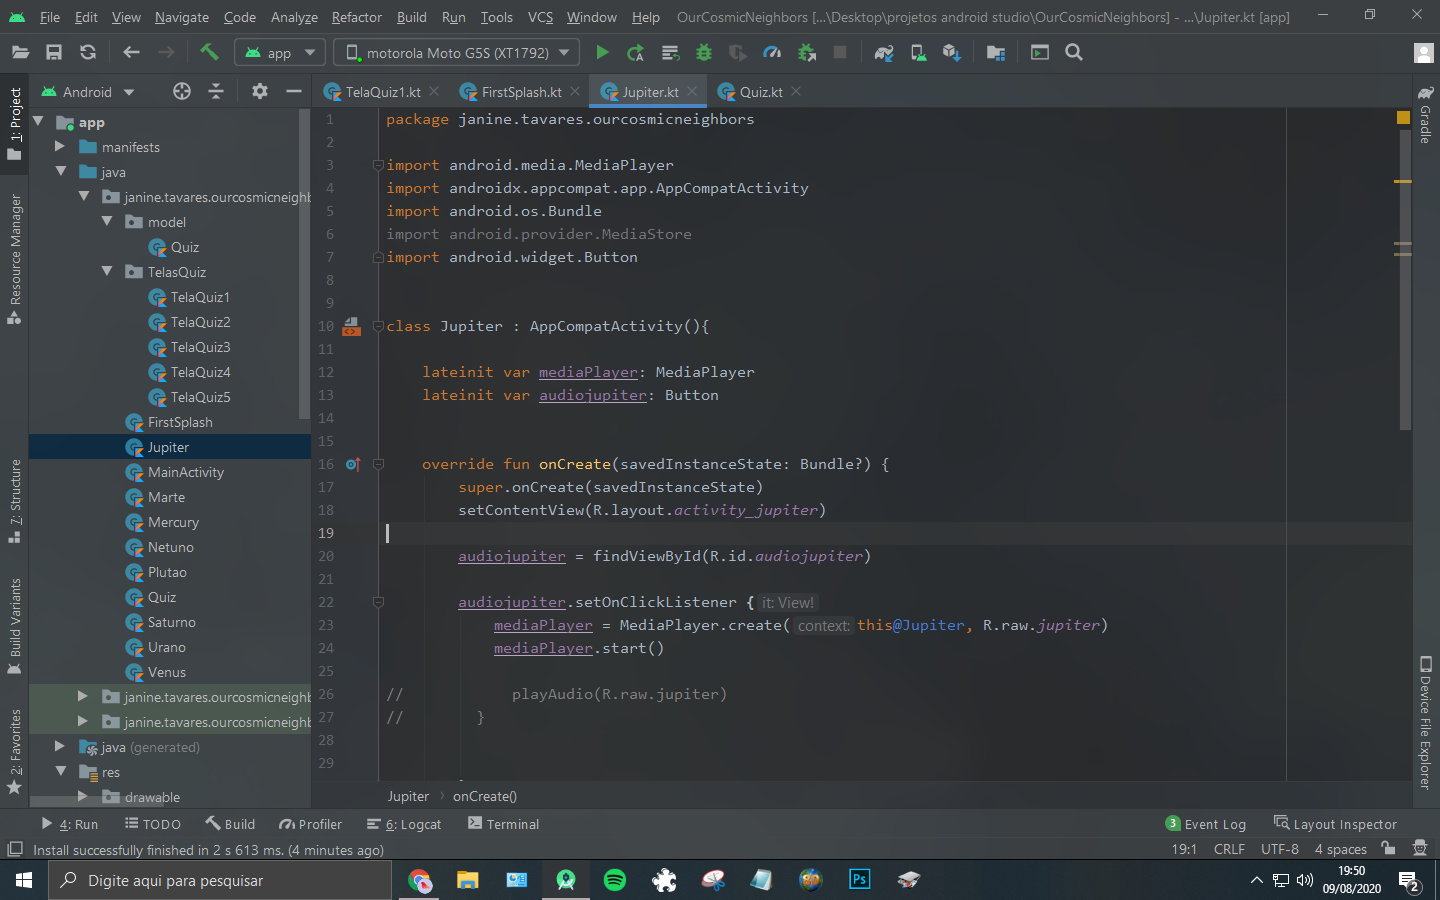 File Edit View Navigate Code Analyze Refactor Build Run Tools VCS Window Help OurCosmicNeighbors [...\Desktop\projetos android studio\OurCosmicNeighbors] - ...\Jupiter.kt [app]
app motorola Moto G5S (XT1792)
Android TelaQuiz1.kt FirstSplash.kt Jupiter.kt Quiz.kt
1: Project
Resource Manager
7: Structure
Build Variants
2: Favorites
app
manifests
java
janine.tavares.ourcosmicneighb
model
Quiz
TelasQuiz
TelaQuiz1
TelaQuiz2
TelaQuiz3
TelaQuiz4
TelaQuiz5
FirstSplash
Jupiter
MainActivity
Marte
Mercury
Netuno
Plutao
Quiz
Saturno
Urano
Venus
janine.tavares.ourcosmicneighb
janine.tavares.ourcosmicneighb
java (generated)
res
drawable
1 package janine.tavares.ourcosmicneighbors
2
3 import android.media.MediaPlayer
4 import androidx.appcompat.app.AppCompatActivity
5 import android.os.Bundle
6 import android.provider.MediaStore
7 import android.widget.Button
8
9
10 class Jupiter : AppCompatActivity(){
11
12 lateinit var mediaPlayer: MediaPlayer
13 lateinit var audiojupiter: Button
14
15
16 override fun onCreate(savedInstanceState: Bundle?) {
17 super.onCreate(savedInstanceState)
18 setContentView(R.layout.activity_jupiter)
19
20 audiojupiter = findViewById(R.id.audiojupiter)
21
22 audiojupiter.setOnClickListener { it: View!
23 mediaPlayer = MediaPlayer.create( context: this@Jupiter, R.raw.jupiter)
24 mediaPlayer.start()
25
26 // playAudio(R.raw.jupiter)
27 // }
28
29
Jupiter › onCreate()
Gradle
Device File Explorer
4: Run TODO Build Profiler 6: Logcat Terminal 3 Event Log Layout Inspector
Install successfully finished in 2 s 613 ms. (4 minutes ago) 19:1 CRLF UTF-8 4 spaces
Digite aqui para pesquisar Ps 19:50
09/08/2020 2